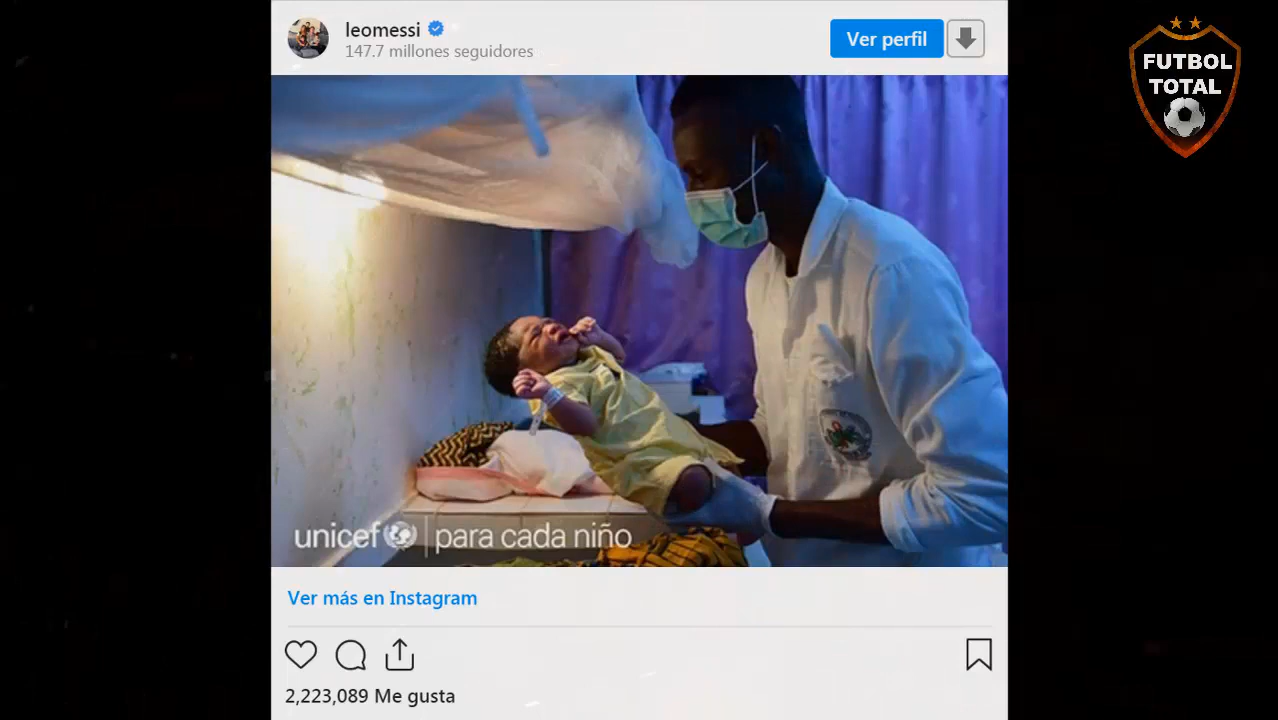 leomessi
147.7 millones seguidores
Ver perfil
FUTBOL
TOTAL
unicef | para cada niño
Ver más en Instagram
2,223,089 Me gusta